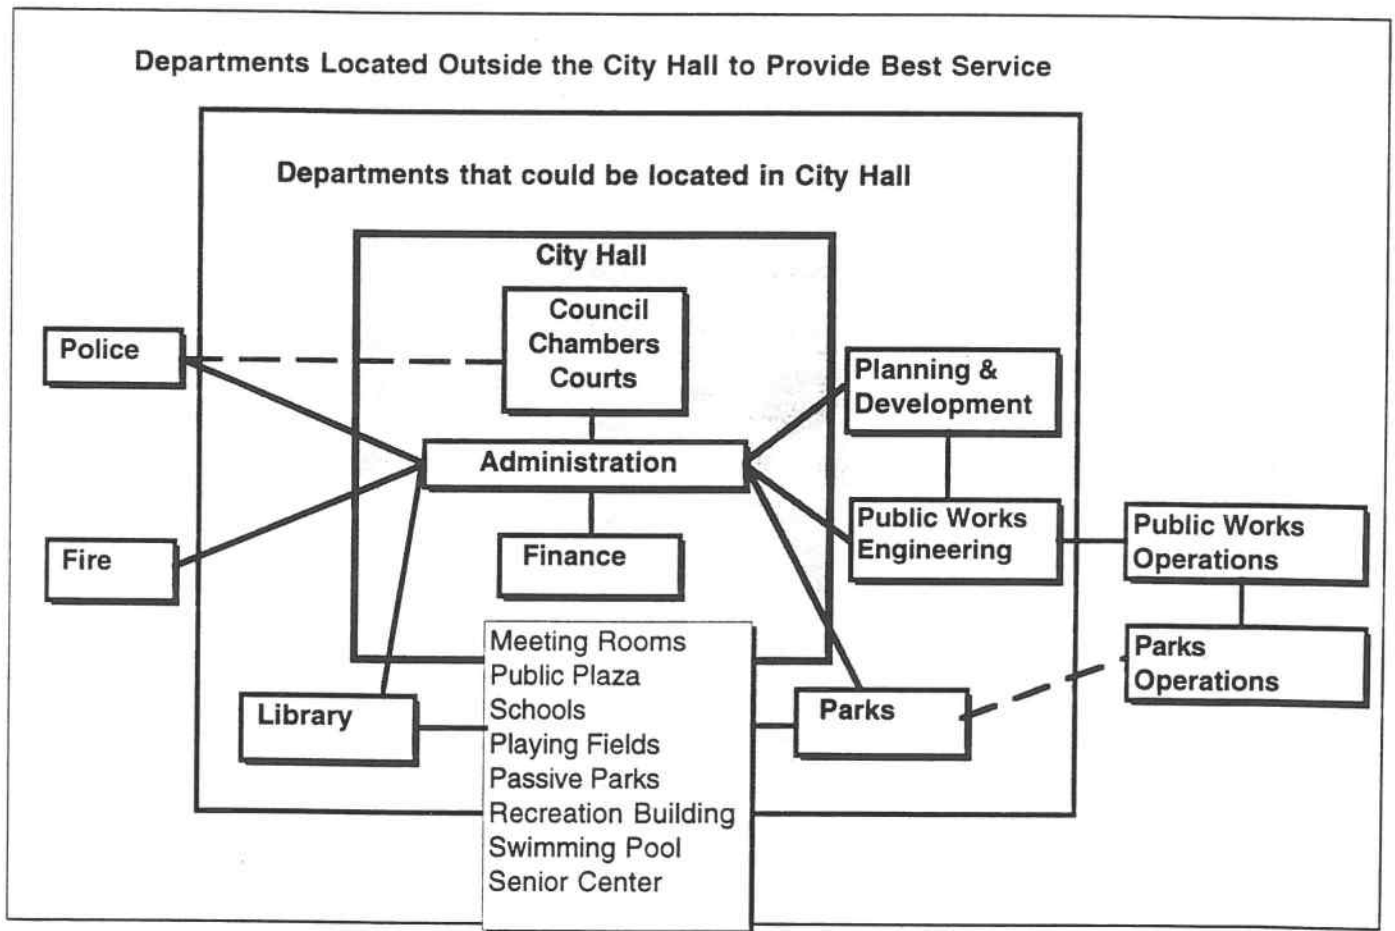 Departments Located Outside the City Hall to Provide Best Service
Departments that could be located in City Hall
City Hall
Council
Chambers
Courts
Police
Planning &
Development
Administration
Fire
Finance
Public Works
Engineering
Public Works
Operations
Meeting Rooms
Public Plaza
Schools
Playing Fields
Passive Parks
Recreation Building
Swimming Pool
Senior Center
Library
Parks
Parks
Operations